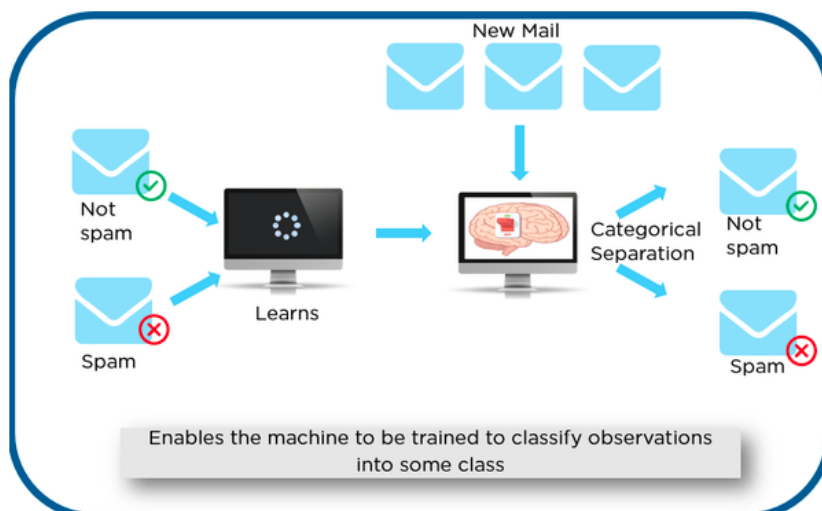 New Mail
Not
spam
Spam
Learns
Categorical
Separation
Not
spam
Spam
Enables the machine to be trained to classify observations
into some class